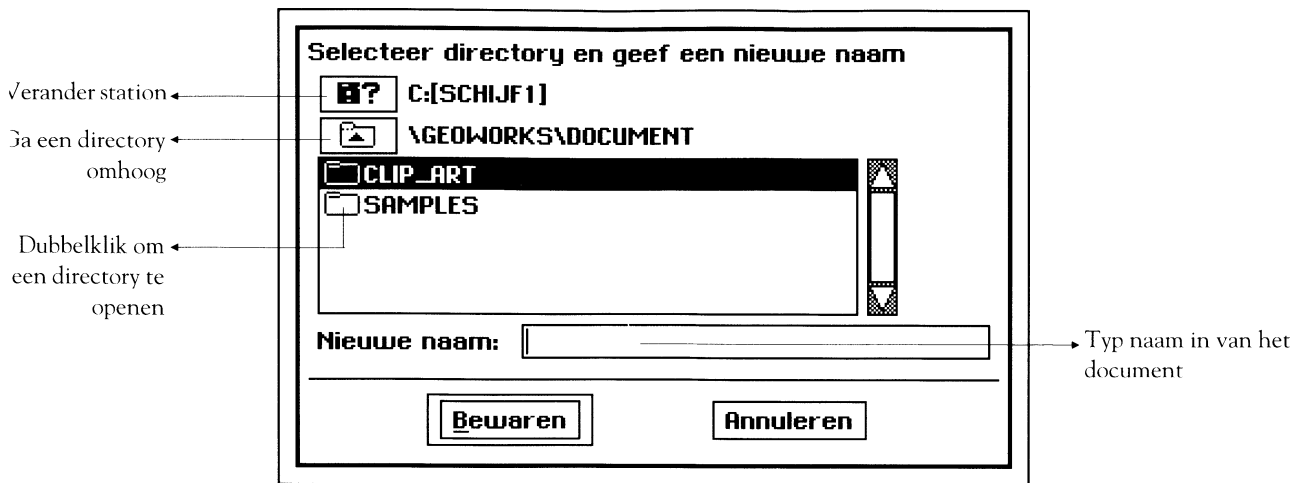 Selecteer directory en geef een nieuwe naam
Verander station
? C:[SCHIJF1]
Ga een directory
omhoog
\GEOWORKS\DOCUMENT
CLIP_ART
SAMPLES
Dubbelklik om
een directory te
openen
Nieuwe naam:
Typ naam in van het
document
Bewaren
Annuleren